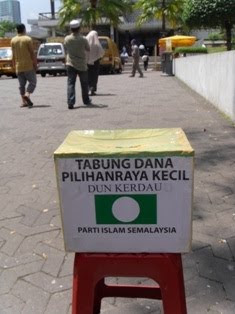 TABUNG DANA
PILIHANRAYA KECIL
DUN KERDAU
PARTI ISLAM SEMALAYSIA